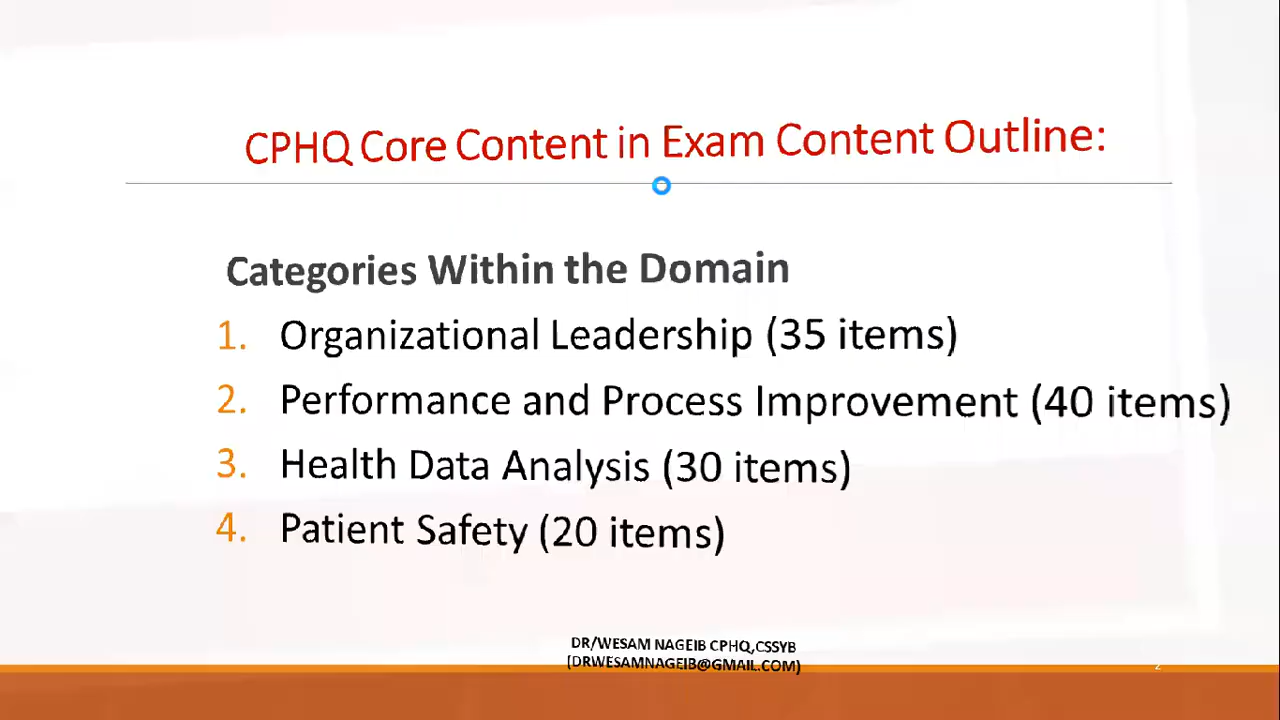 CPHQ Core Content in Exam Content Outline:
Categories Within the Domain
1. Organizational Leadership (35 items)
2. Performance and Process Improvement (40 items)
3. Health Data Analysis (30 items)
4. Patient Safety (20 items)
DR/WESAM NAGEIB CPHQ,CSSYB
(DRWESAMNAGEIB@GMAIL.COM)
2